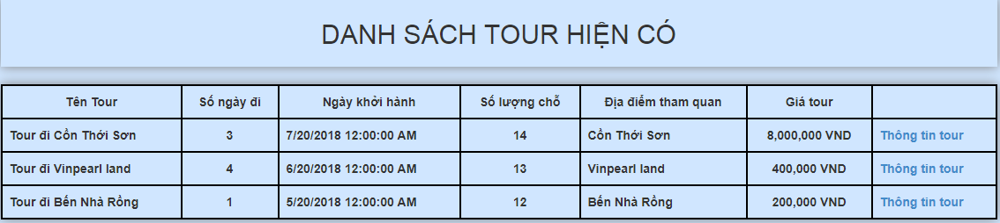 DANH SÁCH TOUR HIỆN CÓ
Tên Tour Số ngày đi Ngày khởi hành Số lượng chỗ Địa điểm tham quan Giá tour
Tour đi Cồn Thới Sơn 3 7/20/2018 12:00:00 AM 14 Cồn Thới Sơn 8,000,000 VND Thông tin tour
Tour đi Vinpearl land 4 6/20/2018 12:00:00 AM 13 Vinpearl land 400,000 VND Thông tin tour
Tour đi Bến Nhà Rồng 1 5/20/2018 12:00:00 AM 12 Bến Nhà Rồng 200,000 VND Thông tin tour